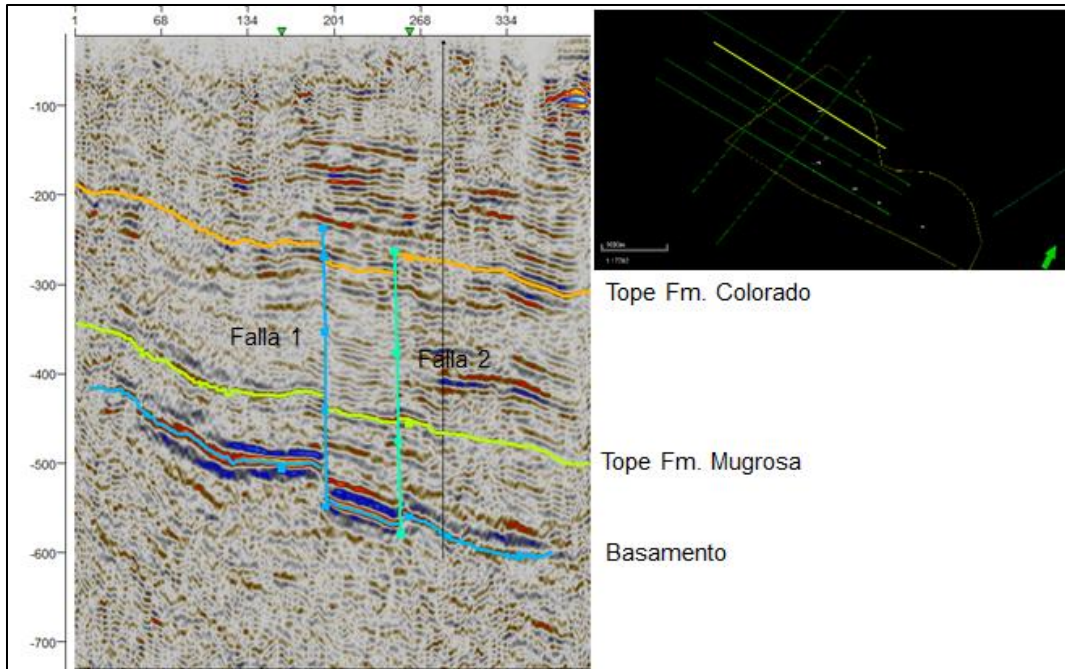 1 68 134 201 268 334
-100
-200
-300
-400
-500
-600
-700
Falla 1
Falla 2
Tope Fm. Colorado
Tope Fm. Mugrosa
Basamento